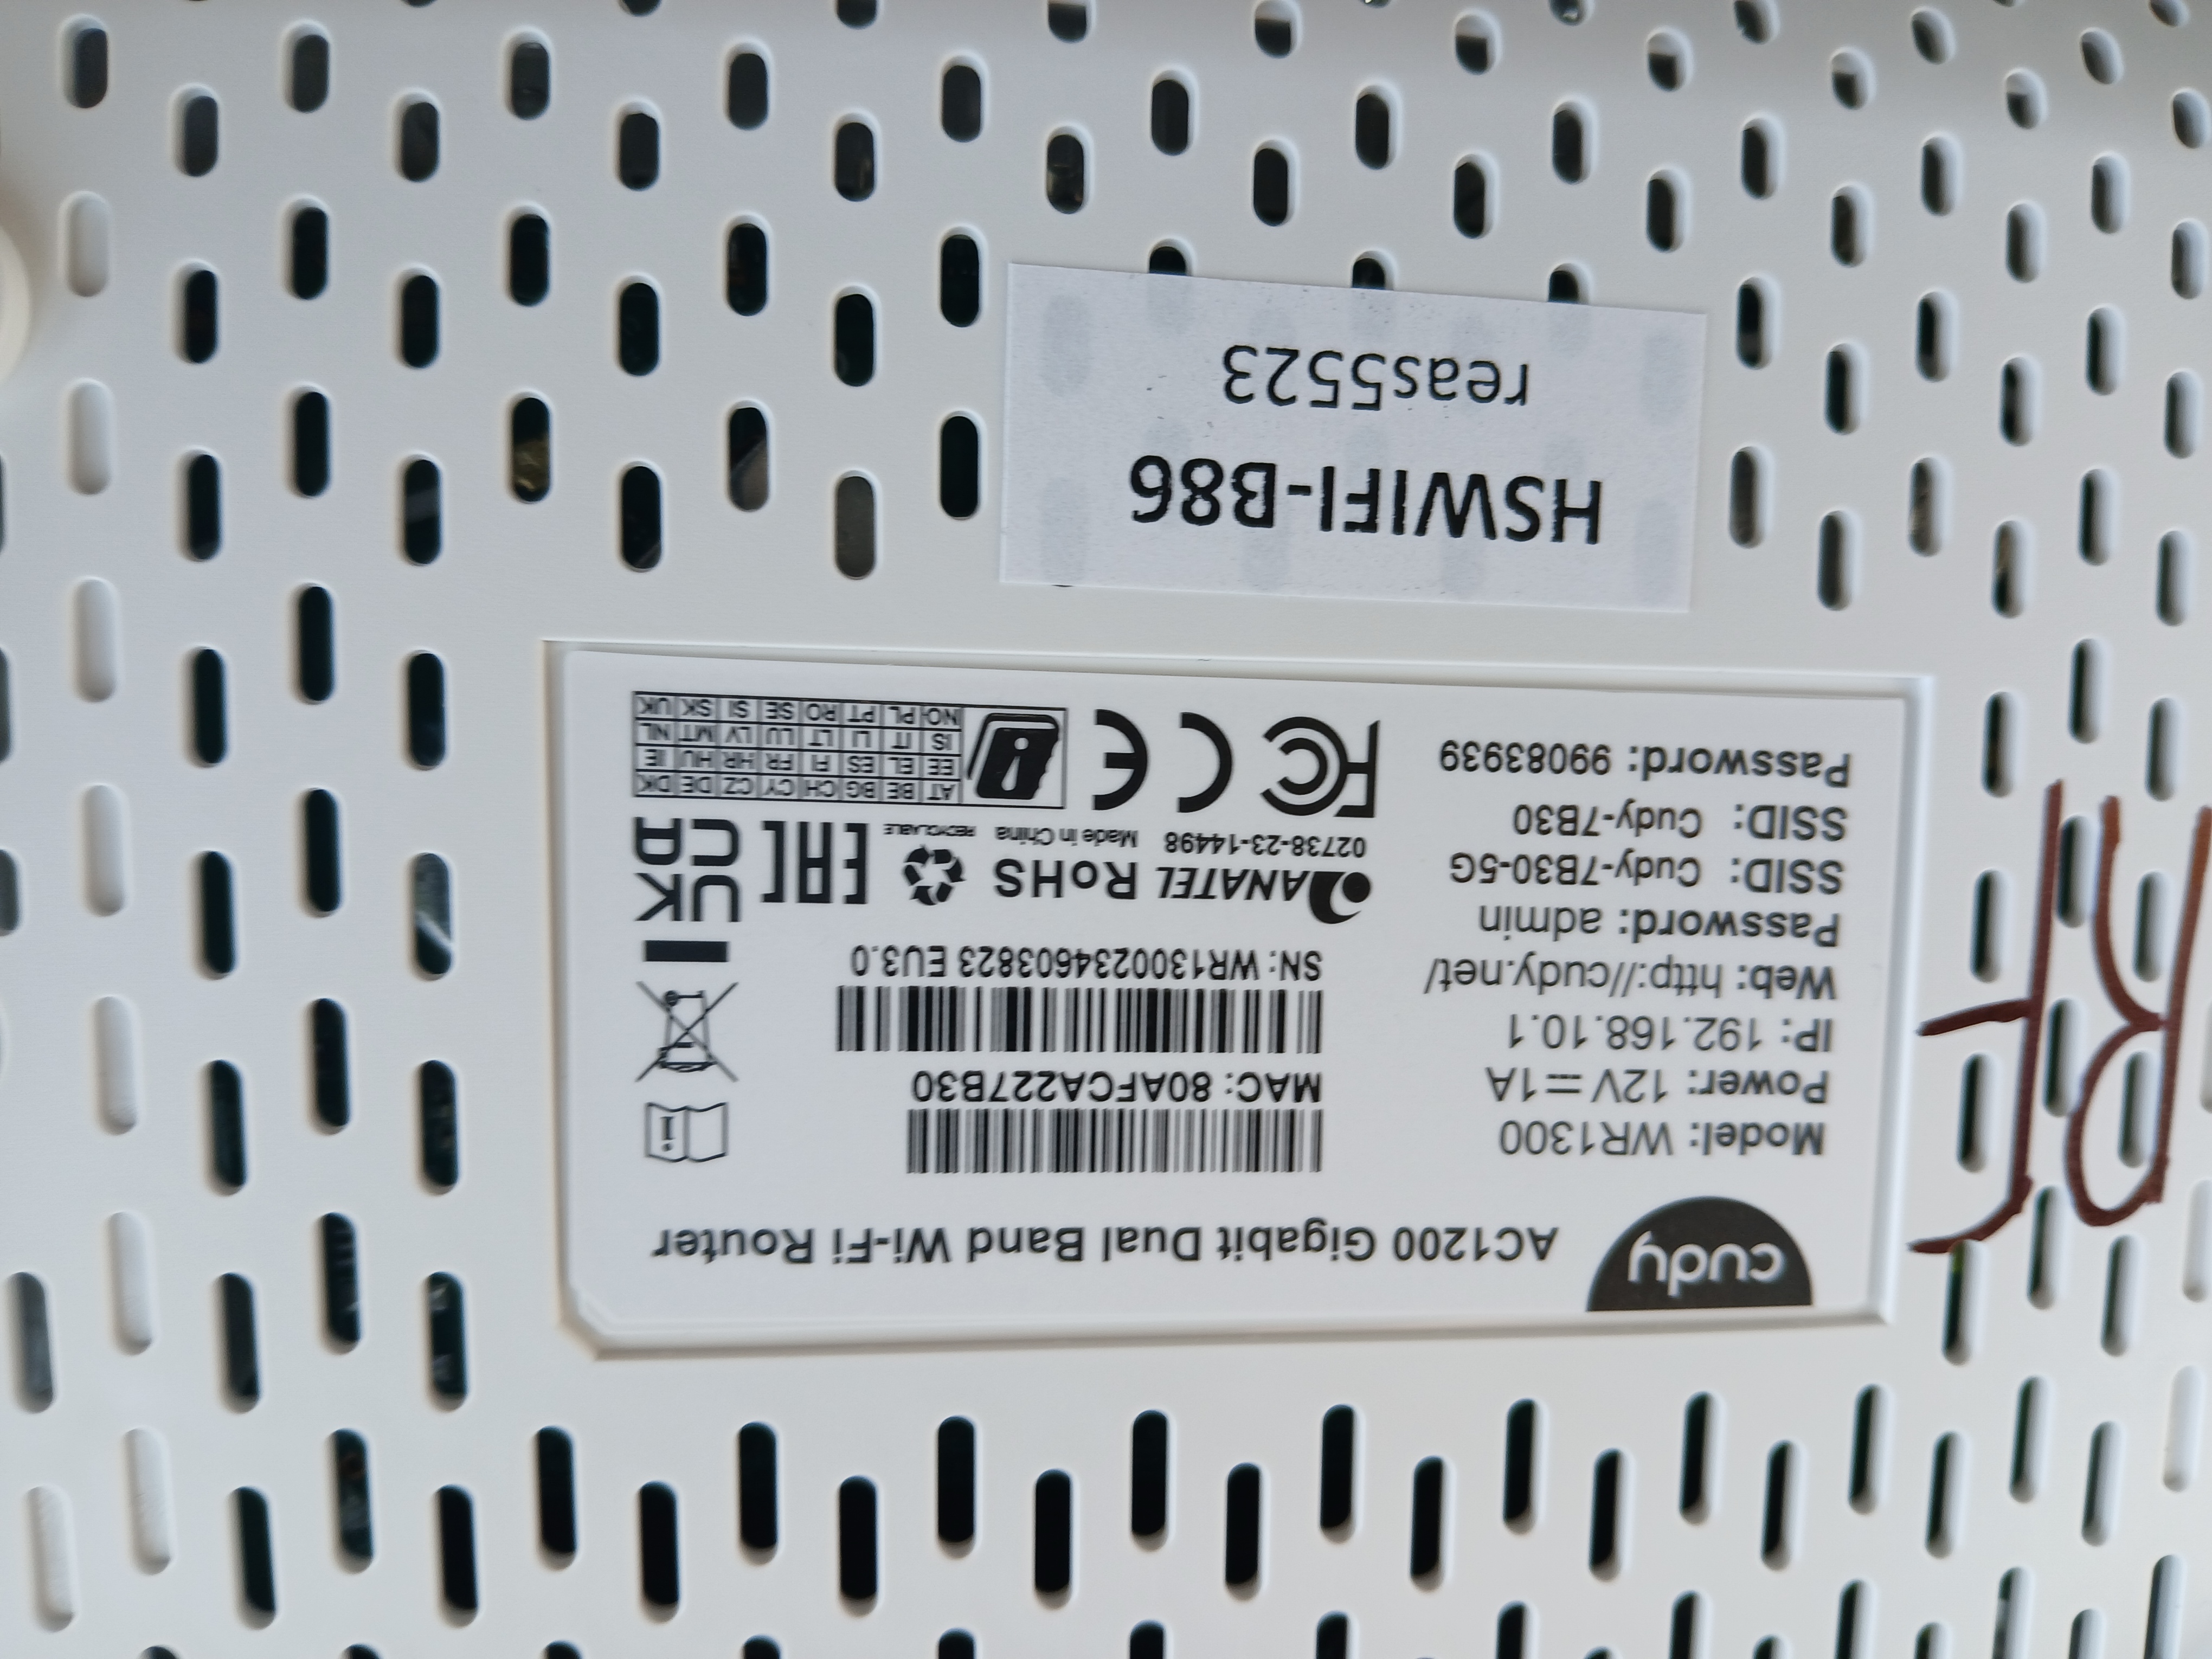 cudy
AC1200 Gigabit Dual Band Wi-Fi Router
Model: WR1300
Power: 12V⎓1A
IP: 192.168.10.1
Web: http://cudy.net/
Password: admin
SSID: Cudy-7B30-5G
SSID: Cudy-7B30
Password: 99083939
MAC: 80AFCA227B30
SN: WR1300234603823 EU3.0
ANATEL RoHS
02738-23-14498 Made in China RECYCLABLE
EAC
UK
CA
FC CE
i
AT BE BG CH CY CZ DE DK
EE EL ES FI FR HR HU IE
IS IT LI LT LU LV MT NL
NO PL PT RO SE SI SK UK
i
HSWIFI-B86
reas5523